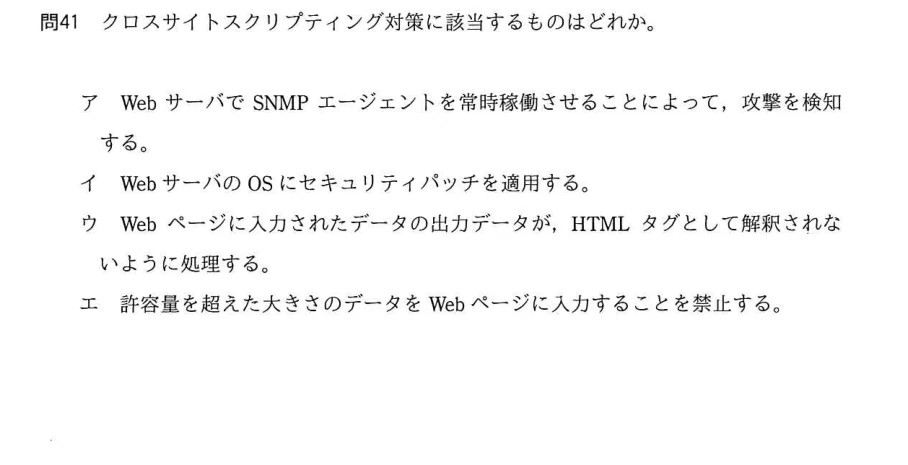 問41 クロスサイトスクリプティング対策に該当するものはどれか。
ア Web サーバで SNMP エージェントを常時稼働させることによって，攻撃を検知
する。
イ Web サーバの OS にセキュリティパッチを適用する。
ウ Web ページに入力されたデータの出力データが，HTML タグとして解釈されな
いように処理する。
エ 許容量を超えた大きさのデータを Web ページに入力することを禁止する。